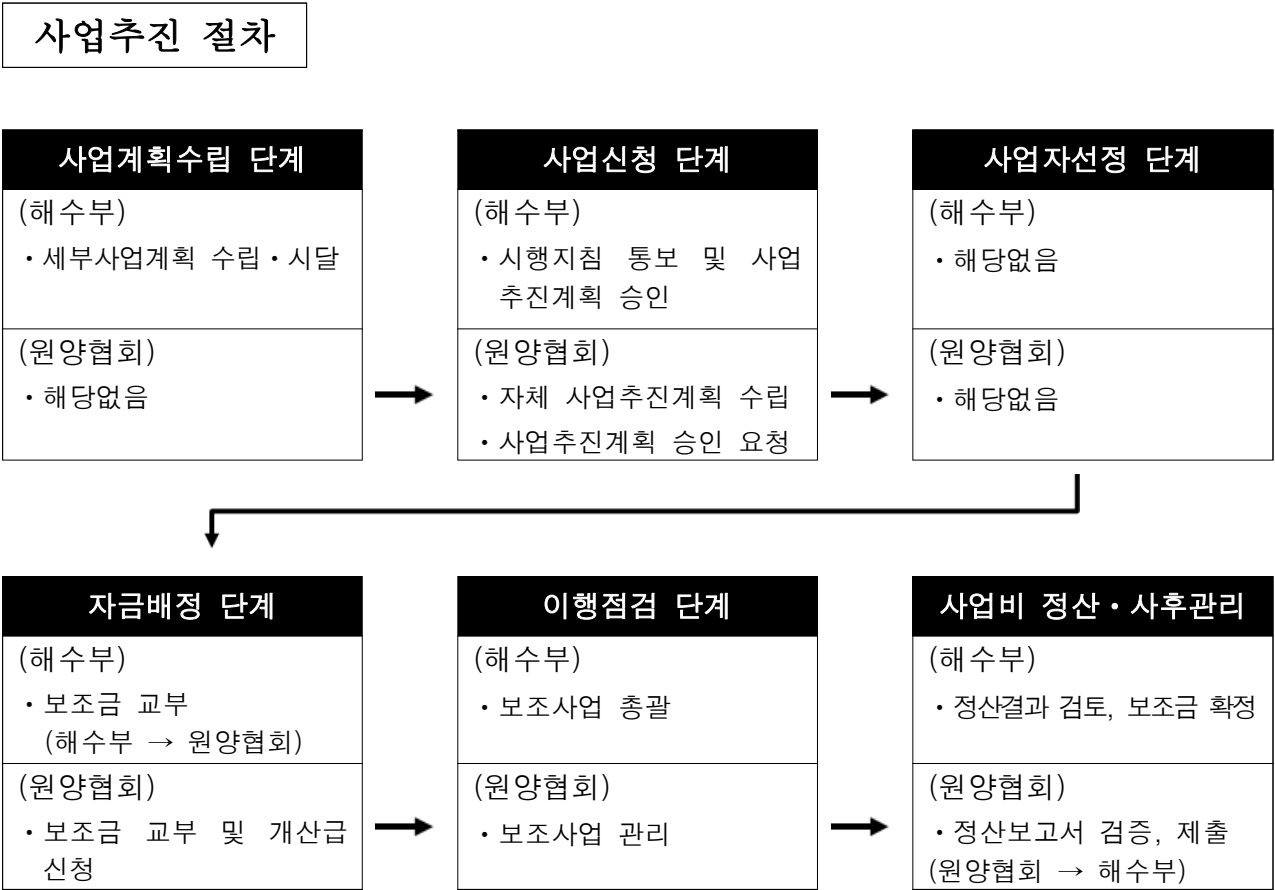 사업추진 절차
사업계획수립 단계
(해수부)
・세부사업계획 수립・시달
(원양협회)
・해당없음
사업신청 단계
(해수부)
・시행지침 통보 및 사업
추진계획 승인
(원양협회)
・자체 사업추진계획 수립
・사업추진계획 승인 요청
사업자선정 단계
(해수부)
・해당없음
(원양협회)
・해당없음
자금배정 단계
(해수부)
・보조금 교부
(해수부 → 원양협회)
(원양협회)
・보조금 교부 및 개산급
신청
이행점검 단계
(해수부)
・보조사업 총괄
(원양협회)
・보조사업 관리
사업비 정산・사후관리
(해수부)
・정산결과 검토, 보조금 확정
(원양협회)
・정산보고서 검증, 제출
(원양협회 → 해수부)